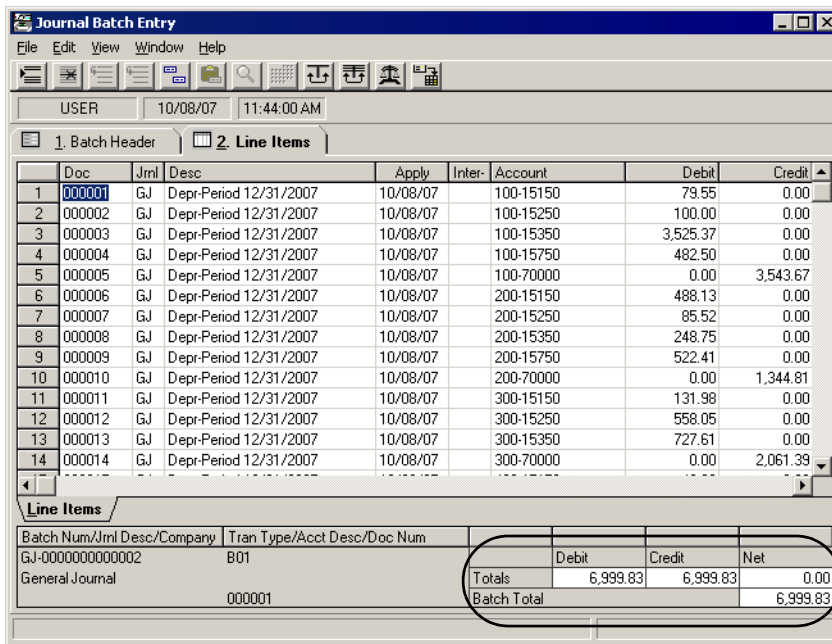 Journal Batch Entry
File Edit View Window Help
USER 10/08/07 11:44:00 AM
1. Batch Header 2. Line Items
Doc Jrnl Desc Apply Inter- Account Debit Credit
1 000001 GJ Depr-Period 12/31/2007 10/08/07 100-15150 79.55 0.00
2 000002 GJ Depr-Period 12/31/2007 10/08/07 100-15250 100.00 0.00
3 000003 GJ Depr-Period 12/31/2007 10/08/07 100-15350 3,525.37 0.00
4 000004 GJ Depr-Period 12/31/2007 10/08/07 100-15750 482.50 0.00
5 000005 GJ Depr-Period 12/31/2007 10/08/07 100-70000 0.00 3,543.67
6 000006 GJ Depr-Period 12/31/2007 10/08/07 200-15150 488.13 0.00
7 000007 GJ Depr-Period 12/31/2007 10/08/07 200-15250 85.52 0.00
8 000008 GJ Depr-Period 12/31/2007 10/08/07 200-15350 248.75 0.00
9 000009 GJ Depr-Period 12/31/2007 10/08/07 200-15750 522.41 0.00
10 000010 GJ Depr-Period 12/31/2007 10/08/07 200-70000 0.00 1,344.81
11 000011 GJ Depr-Period 12/31/2007 10/08/07 300-15150 131.98 0.00
12 000012 GJ Depr-Period 12/31/2007 10/08/07 300-15250 558.05 0.00
13 000013 GJ Depr-Period 12/31/2007 10/08/07 300-15350 727.61 0.00
14 000014 GJ Depr-Period 12/31/2007 10/08/07 300-70000 0.00 2,061.39
Line Items
Batch Num/Jrnl Desc/Company Tran Type/Acct Desc/Doc Num
GJ-0000000000002 B01 Debit Credit Net
General Journal Totals 6,999.83 6,999.83 0.00
000001 Batch Total 6,999.83